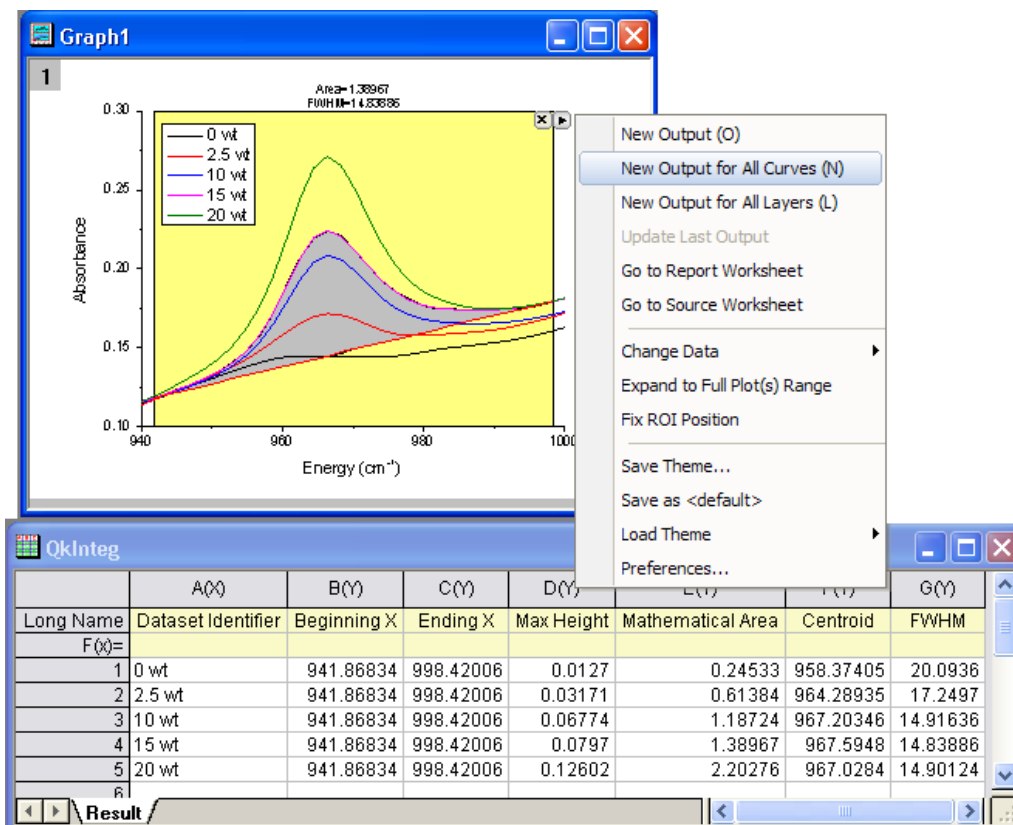 Graph1
1
Area=1.38967
FWHM=14.83886
0.30
0.25
0.20
0.15
0.10
Absorbance
0 wt
2.5 wt
10 wt
15 wt
20 wt
940 960 980 1000
Energy (cm⁻¹)
New Output (O)
New Output for All Curves (N)
New Output for All Layers (L)
Update Last Output
Go to Report Worksheet
Go to Source Worksheet
Change Data
Expand to Full Plot(s) Range
Fix ROI Position
Save Theme...
Save as <default>
Load Theme
Preferences...
QkInteg
A(X) B(Y) C(Y) D(Y) G(Y)
Long Name Dataset Identifier Beginning X Ending X Max Height Mathematical Area Centroid FWHM
F(x)=
1 0 wt 941.86834 998.42006 0.0127 0.24533 958.37405 20.0936
2 2.5 wt 941.86834 998.42006 0.03171 0.61384 964.28935 17.2497
3 10 wt 941.86834 998.42006 0.06774 1.18724 967.20346 14.91636
4 15 wt 941.86834 998.42006 0.0797 1.38967 967.5948 14.83886
5 20 wt 941.86834 998.42006 0.12602 2.20276 967.0284 14.90124
6
Result